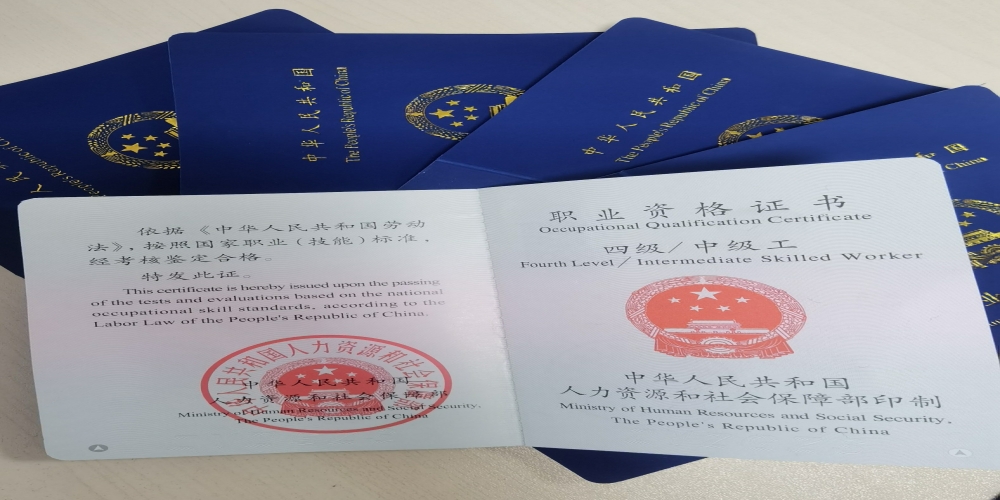 中华人民共和国
The People's Republic of China
中华人民共和国
The People's Republic of China
人民
People's Republic of
国
China
依据《中华人民共和国劳动
法》，按照国家职业（技能）标准，
经考核鉴定合格。
特发此证。
This certificate is hereby issued upon the passing
of the tests and evaluations based on the national
occupational skill standards, according to the
Labor Law of the People's Republic of China.
中华人民共和国
人力资源和社会保障部
Ministry of Human Resources and Social Security,
The People's Republic of China
人民共和国人力资源和社会保障
职业资格证书
Occupational Qualification Certificate
四级/中级工
Fourth Level/Intermediate Skilled Worker
中华人民共和国
人力资源和社会保障部印制
Ministry of Human Resources and Social Security,
The People's Republic of China